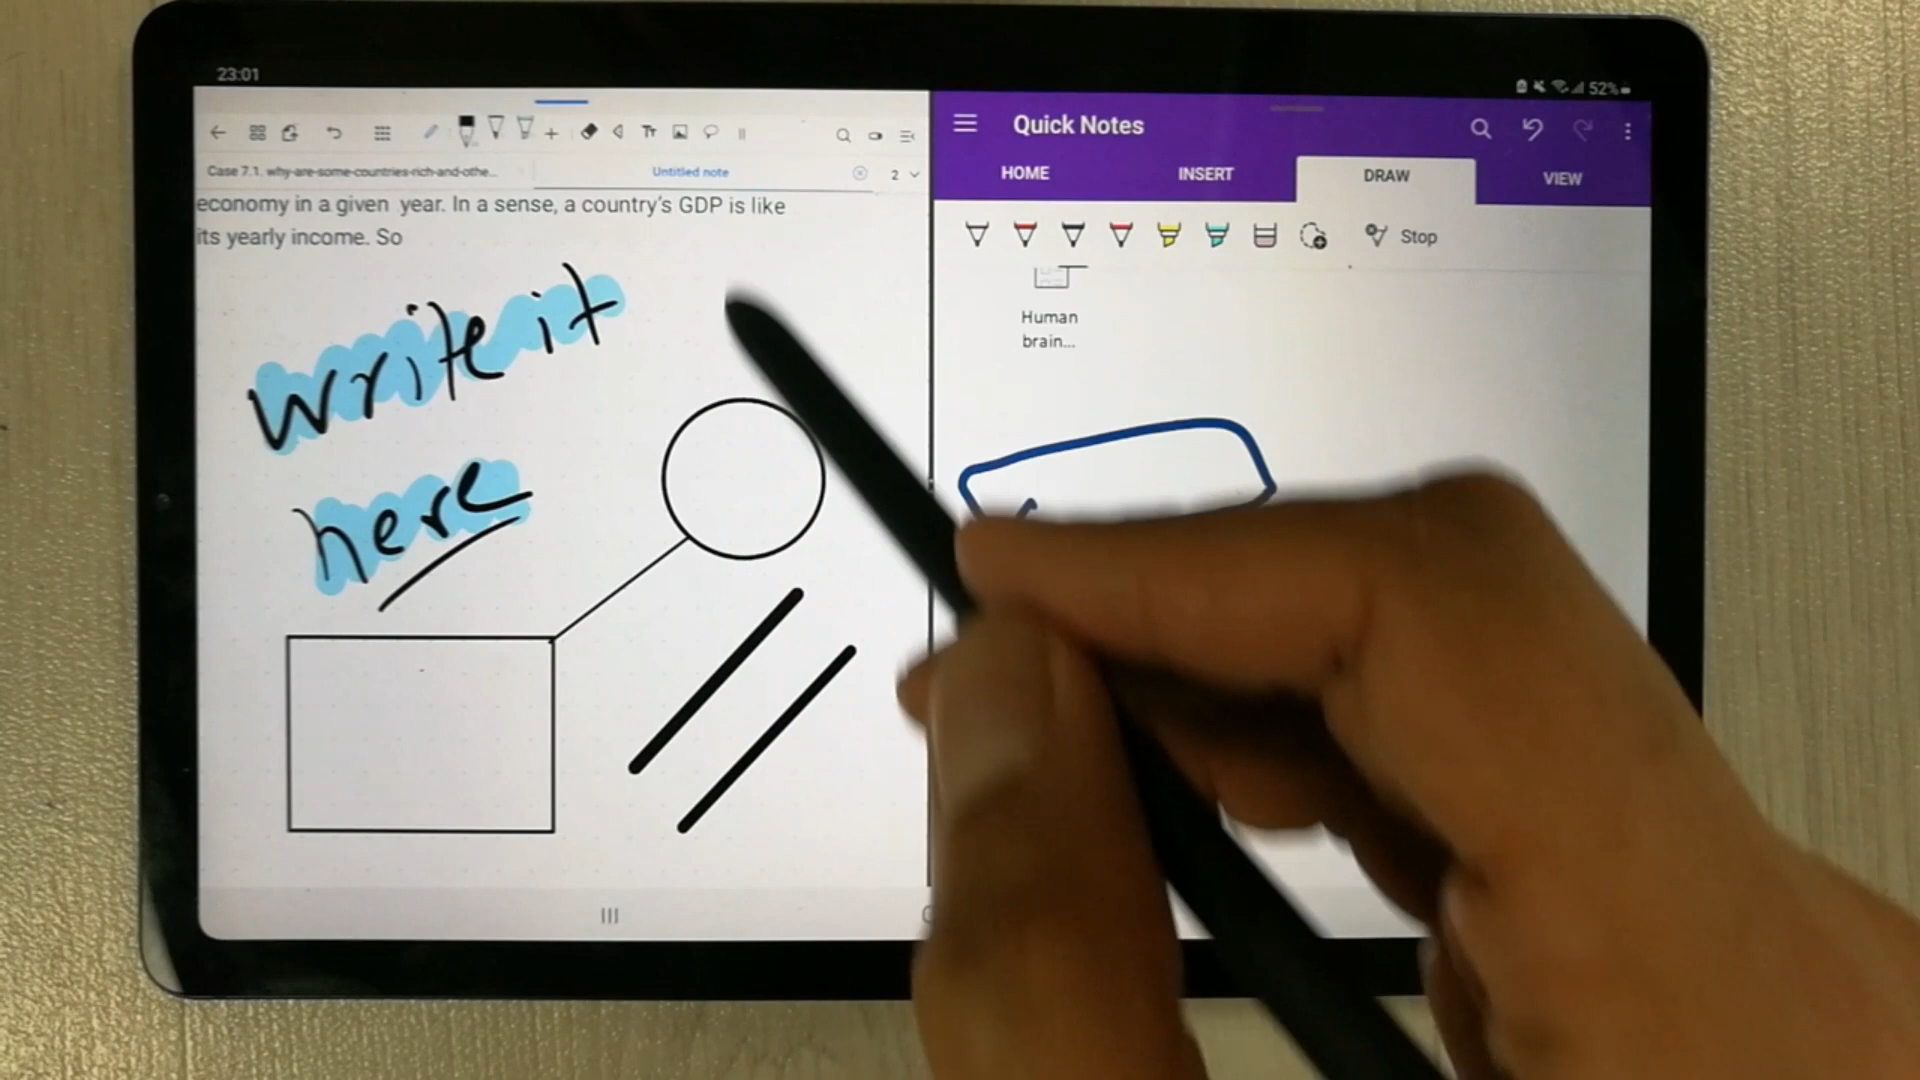 23:01
52%
Case 7.1. why-are-some-countries-rich-and-othe...
Untitled note
2
economy in a given year. In a sense, a country's GDP is like
its yearly income. So
write it
here
Quick Notes
HOME INSERT DRAW VIEW
Stop
Human
brain...